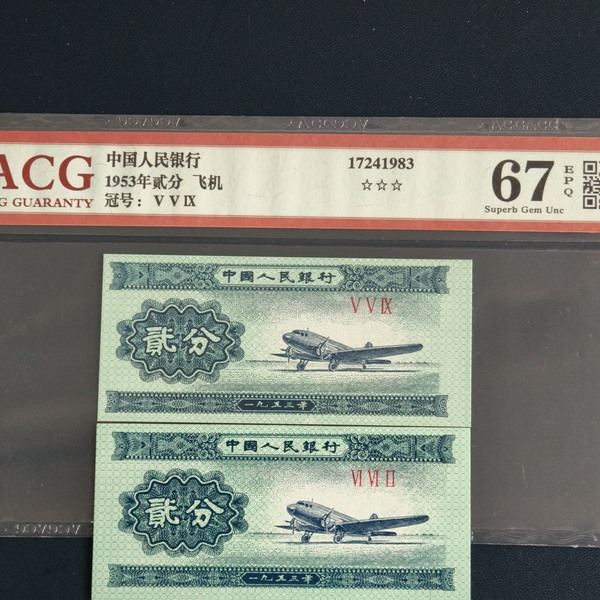 ACG
G GUARANTY
中国人民银行
1953年贰分 飞机
冠号: V V IX
17241983
☆☆☆
67
EPQ
Superb Gem Unc
中國人民銀行
V V IX
貳分
一九五三年
中國人民銀行
VI VI II
貳分
一九五三年